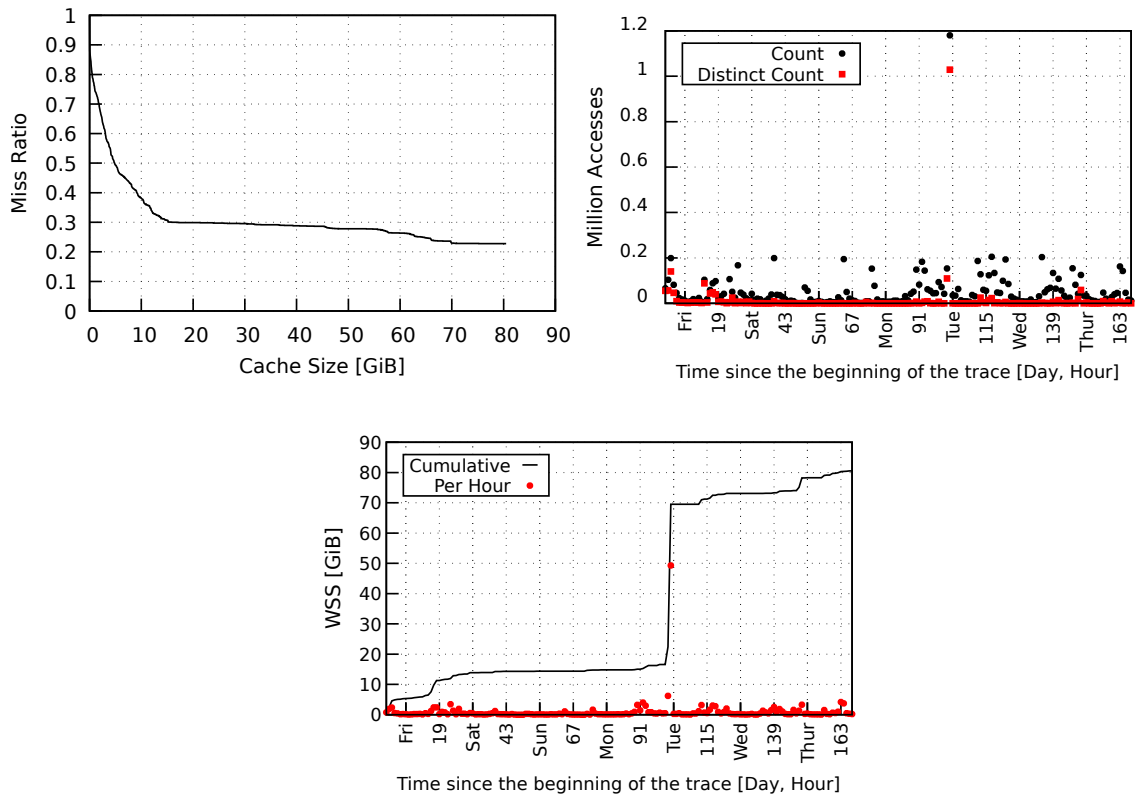 Miss Ratio
1
0.9
0.8
0.7
0.6
0.5
0.4
0.3
0.2
0.1
0
0 10 20 30 40 50 60 70 80 90
Cache Size [GiB]
Million Accesses
1.2
1
0.8
0.6
0.4
0.2
0
Count
Distinct Count
Fri 19 Sat 43 Sun 67 Mon 91 Tue 115 Wed 139 Thur 163
Time since the beginning of the trace [Day, Hour]
WSS [GiB]
90
80
70
60
50
40
30
20
10
0
Cumulative
Per Hour
Fri 19 Sat 43 Sun 67 Mon 91 Tue 115 Wed 139 Thur 163
Time since the beginning of the trace [Day, Hour]